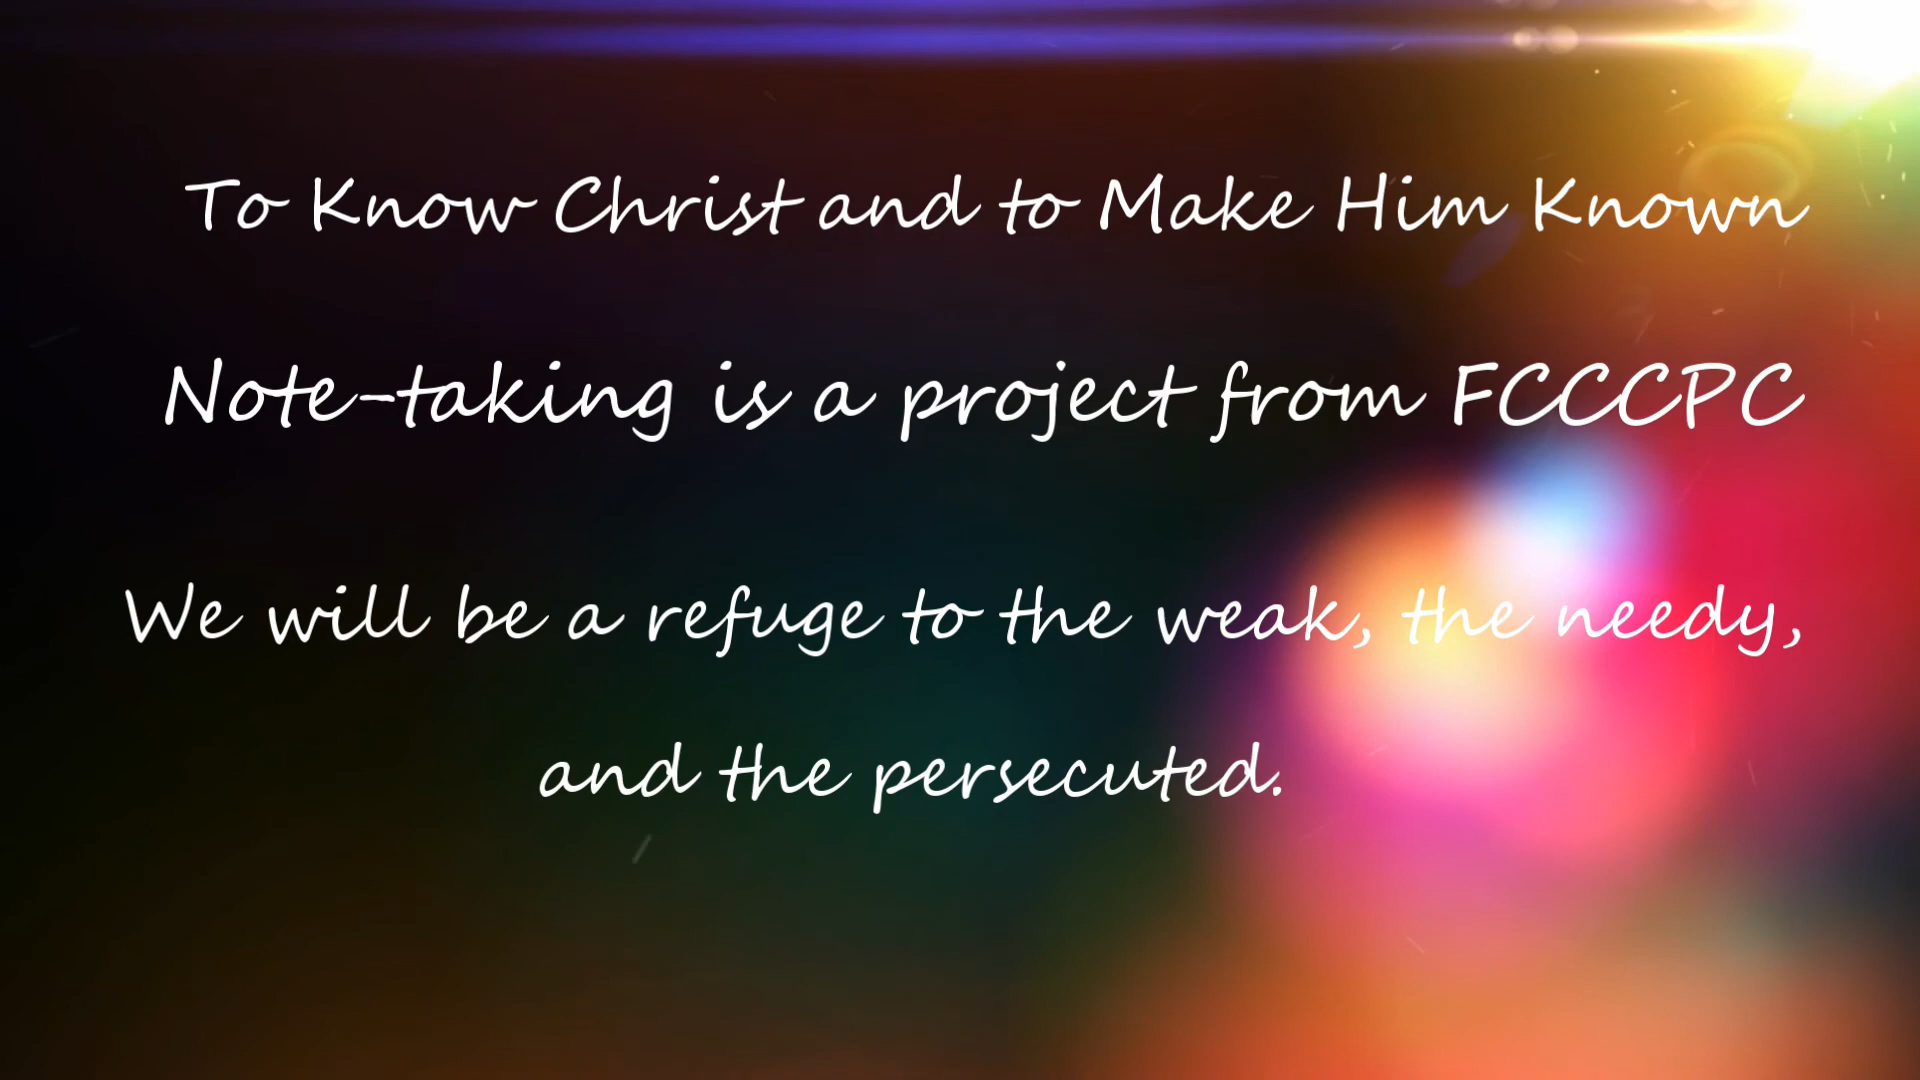 To Know Christ and to Make Him Known
Note-taking is a project from FCCCPC
We will be a refuge to the weak, the needy,
and the persecuted.